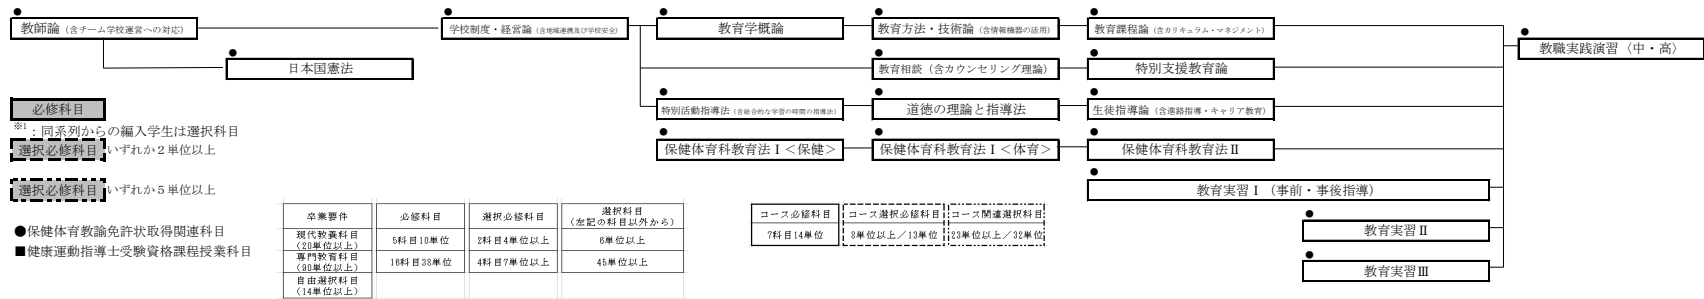 ●
教師論（含チーム学校運営への対応）
●
学校制度・経営論（含地域連携及び学校安全）
●
教育学概論
●
教育方法・技術論（含情報機器の活用）
●
教育課程論（含カリキュラム・マネジメント）
●
教職実践演習（中・高）
●
日本国憲法
●
教育相談（含カウンセリング理論）
●
特別支援教育論
●
特別活動指導法（含総合的な学習の時間の指導法）
●
道徳の理論と指導法
●
生徒指導論（含進路指導・キャリア教育）
●
保健体育科教育法Ⅰ＜保健＞
●
保健体育科教育法Ⅰ＜体育＞
●
保健体育科教育法Ⅱ
●
教育実習Ⅰ（事前・事後指導）
●
教育実習Ⅱ
●
教育実習Ⅲ
必修科目
※1：同系列からの編入学生は選択科目
選択必修科目 いずれか２単位以上
選択必修科目 いずれか５単位以上
●保健体育教諭免許状取得関連科目
■健康運動指導士受験資格課程授業科目
卒業要件 必修科目 選択必修科目 選択科目
（左記の科目以外から）
現代教養科目
（20単位以上） 5科目10単位 2科目4単位以上 6単位以上
専門教育科目
（90単位以上） 16科目38単位 4科目7単位以上 45単位以上
自由選択科目
（14単位以上）
コース必修科目 コース選択必修科目 コース関連選択科目
7科目14単位 8単位以上／13単位 23単位以上／32単位